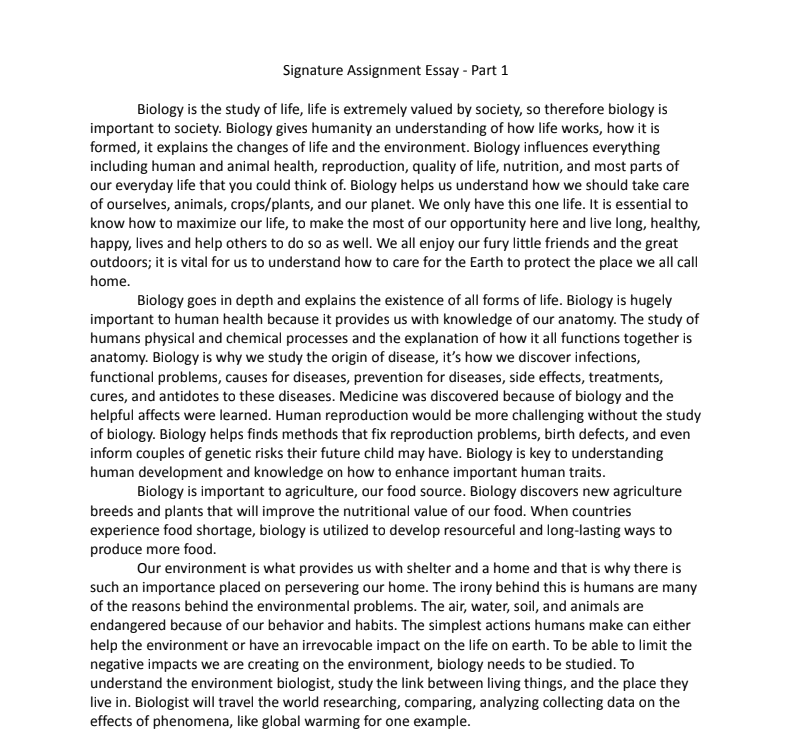 Signature Assignment Essay - Part 1
Biology is the study of life, life is extremely valued by society, so therefore biology is
important to society. Biology gives humanity an understanding of how life works, how it is
formed, it explains the changes of life and the environment. Biology influences everything
including human and animal health, reproduction, quality of life, nutrition, and most parts of
our everyday life that you could think of. Biology helps us understand how we should take care
of ourselves, animals, crops/plants, and our planet. We only have this one life. It is essential to
know how to maximize our life, to make the most of our opportunity here and live long, healthy,
happy, lives and help others to do so as well. We all enjoy our fury little friends and the great
outdoors; it is vital for us to understand how to care for the Earth to protect the place we all call
home.
Biology goes in depth and explains the existence of all forms of life. Biology is hugely
important to human health because it provides us with knowledge of our anatomy. The study of
humans physical and chemical processes and the explanation of how it all functions together is
anatomy. Biology is why we study the origin of disease, it’s how we discover infections,
functional problems, causes for diseases, prevention for diseases, side effects, treatments,
cures, and antidotes to these diseases. Medicine was discovered because of biology and the
helpful affects were learned. Human reproduction would be more challenging without the study
of biology. Biology helps finds methods that fix reproduction problems, birth defects, and even
inform couples of genetic risks their future child may have. Biology is key to understanding
human development and knowledge on how to enhance important human traits.
Biology is important to agriculture, our food source. Biology discovers new agriculture
breeds and plants that will improve the nutritional value of our food. When countries
experience food shortage, biology is utilized to develop resourceful and long-lasting ways to
produce more food.
Our environment is what provides us with shelter and a home and that is why there is
such an importance placed on persevering our home. The irony behind this is humans are many
of the reasons behind the environmental problems. The air, water, soil, and animals are
endangered because of our behavior and habits. The simplest actions humans make can either
help the environment or have an irrevocable impact on the life on earth. To be able to limit the
negative impacts we are creating on the environment, biology needs to be studied. To
understand the environment biologist, study the link between living things, and the place they
live in. Biologist will travel the world researching, comparing, analyzing collecting data on the
effects of phenomena, like global warming for one example.